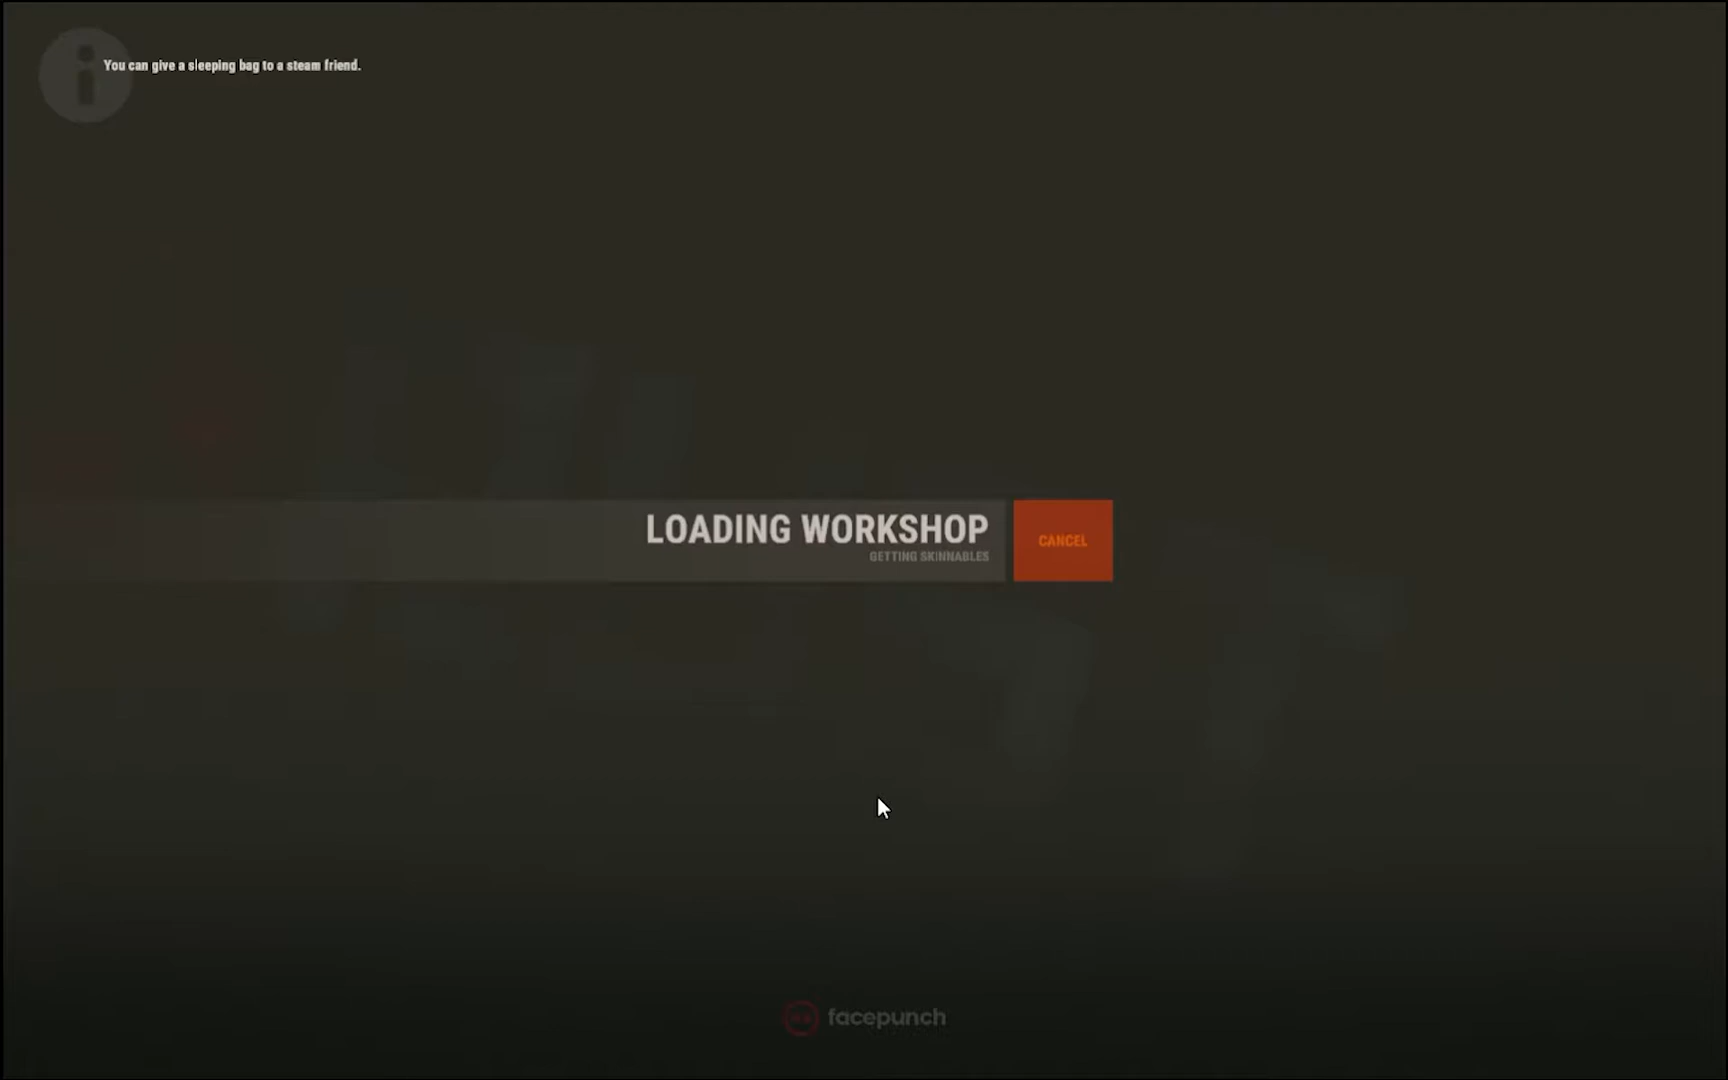 You can give a sleeping bag to a steam friend.
LOADING WORKSHOP
GETTING SKINNABLES
CANCEL
facepunch